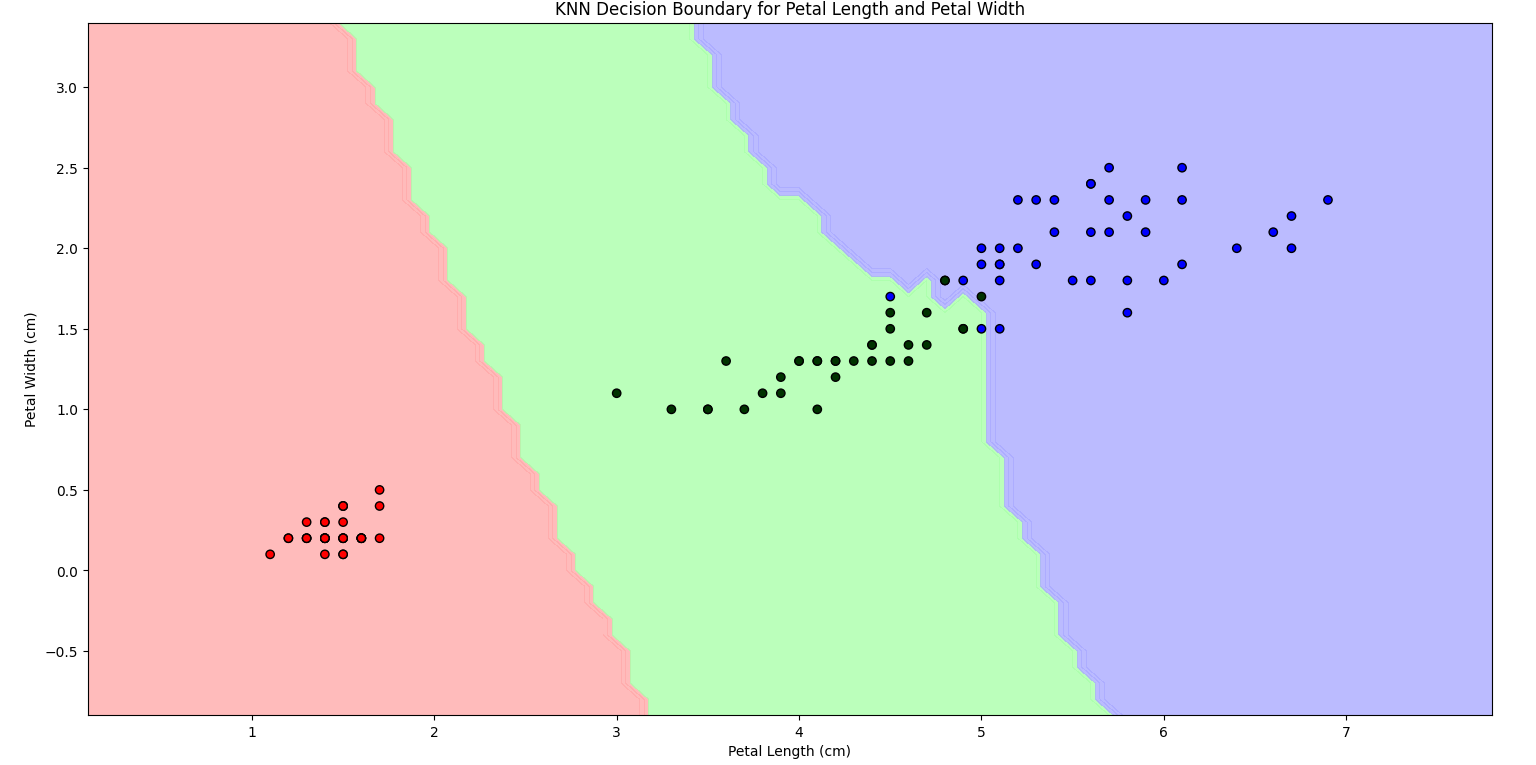 KNN Decision Boundary for Petal Length and Petal Width
Petal Width (cm)
3.0
2.5
2.0
1.5
1.0
0.5
0.0
−0.5
1 2 3 4 5 6 7
Petal Length (cm)